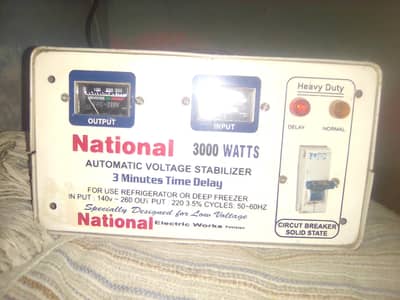 Heavy Duty
OUTPUT
INPUT
DELAY NORMAL
National 3000 WATTS
AUTOMATIC VOLTAGE STABILIZER
3 Minutes Time Delay
FOR USE REFRIGERATOR OR DEEP FREEZER
IN PUT : 140v ~ 260 OUT PUT : 220 3.5% CYCLES: 50~60HZ
Specially Designed for Low Voltage
National Electric Works
CIRCUT BREAKER
SOLID STATE